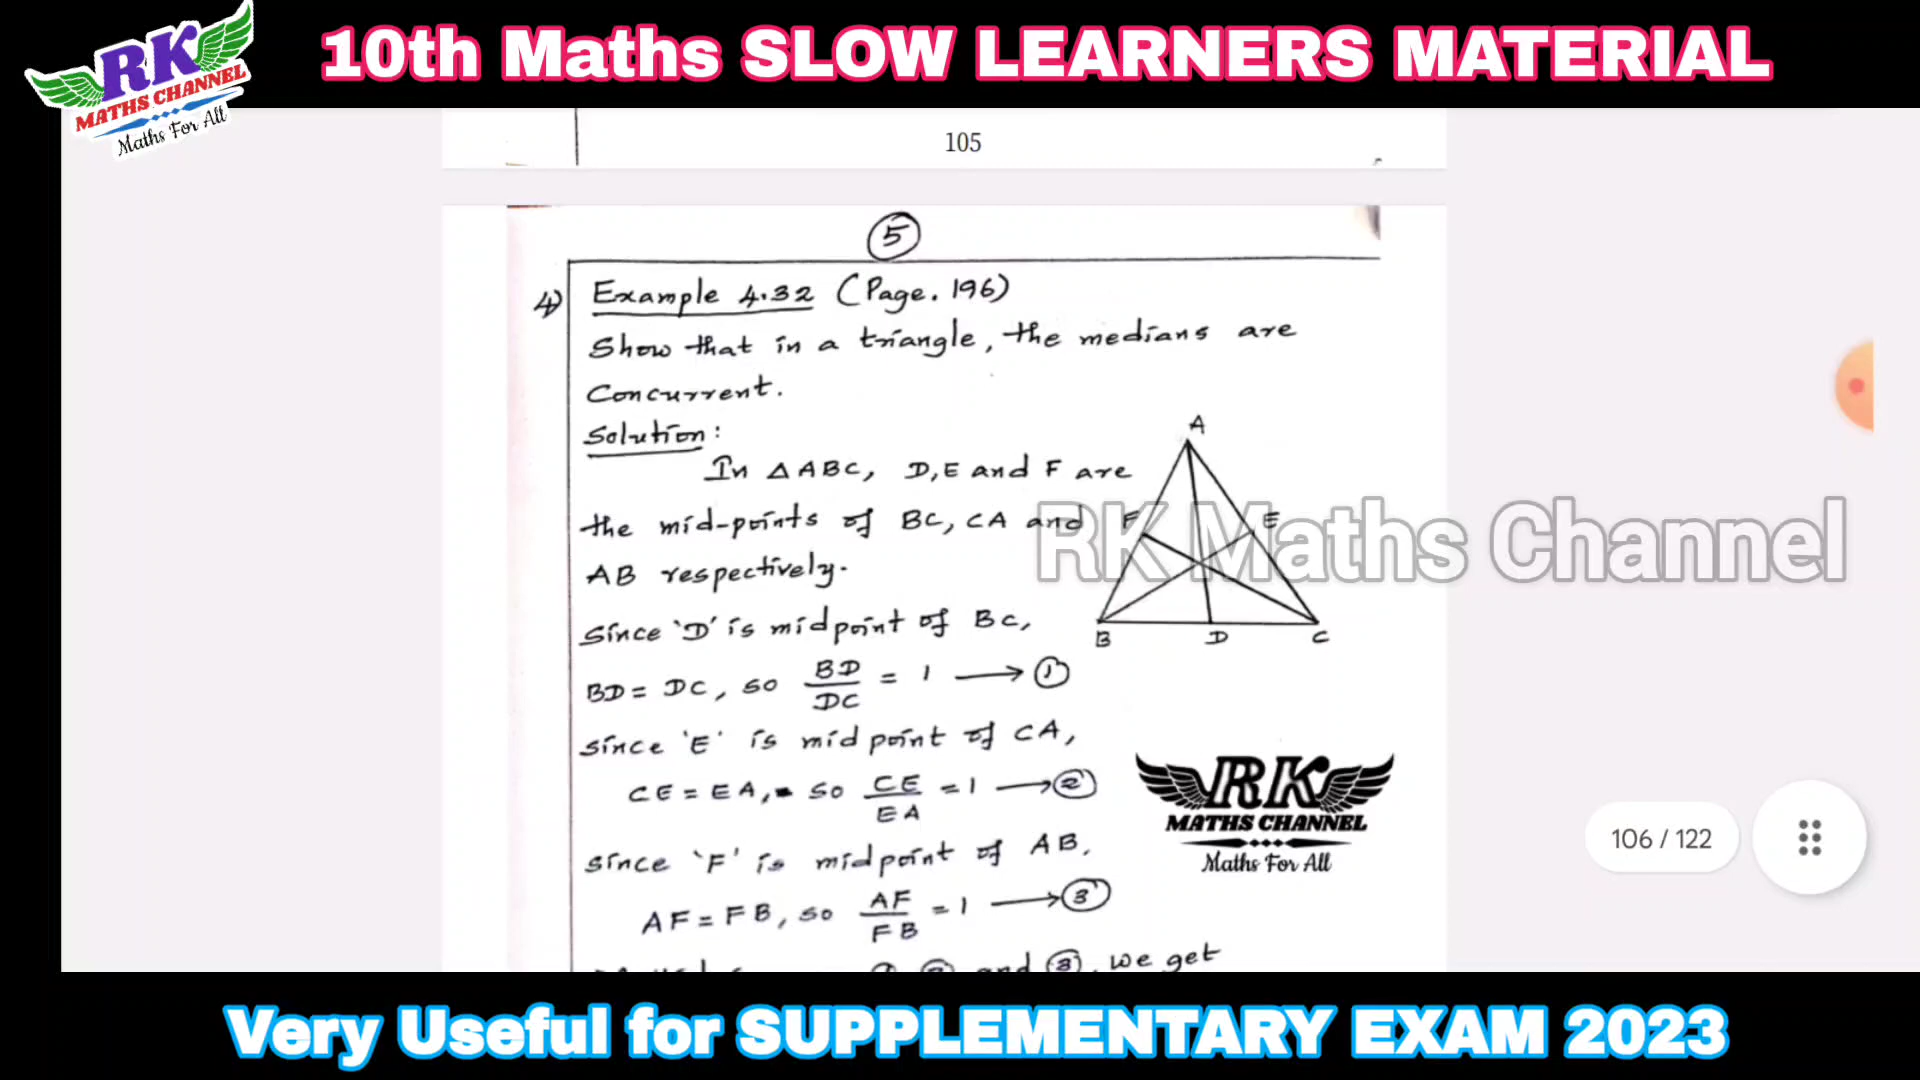 RK
MATHS CHANNEL
Maths For All
10th Maths SLOW LEARNERS MATERIAL
105
5
4) Example 4.32 (Page. 196)
Show that in a triangle, the medians are
Concurrent.
Solution:
In △ABC, D,E and F are
the mid-points of BC, CA and
AB respectively.
Since 'D' is midpoint of BC,
BD = DC, so BD/DC = 1 → ①
since 'E' is mid point of CA,
CE = EA, so CE/EA = 1 → ②
since 'F' is midpoint of AB,
AF = FB, so AF/FB = 1 → ③
and ③, we get
A
F
E
B
D
C
RK Maths Channel
RK
MATHS CHANNEL
Maths For All
106 / 122
Very Useful for SUPPLEMENTARY EXAM 2023